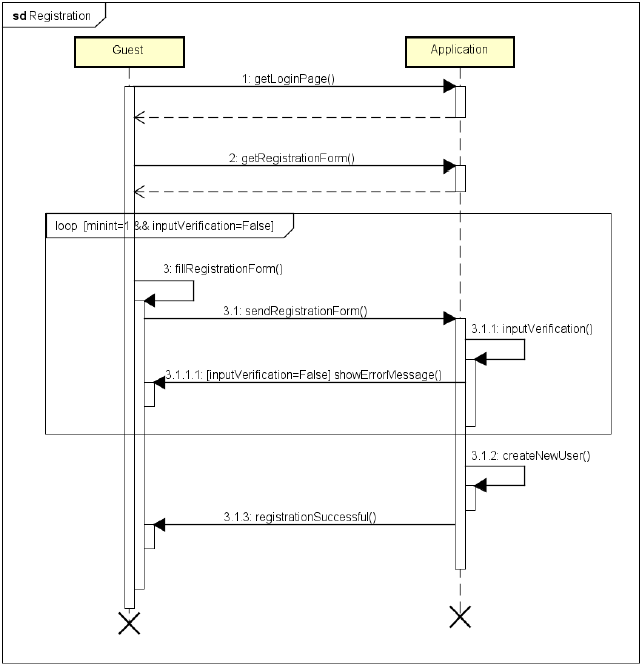 sd Registration
Guest
Application
1: getLoginPage()
2: getRegistrationForm()
loop [minint=1 && inputVerification=False]
3: fillRegistrationForm()
3.1: sendRegistrationForm()
3.1.1: inputVerification()
3.1.1.1: [inputVerification=False] showErrorMessage()
3.1.2: createNewUser()
3.1.3: registrationSuccessful()